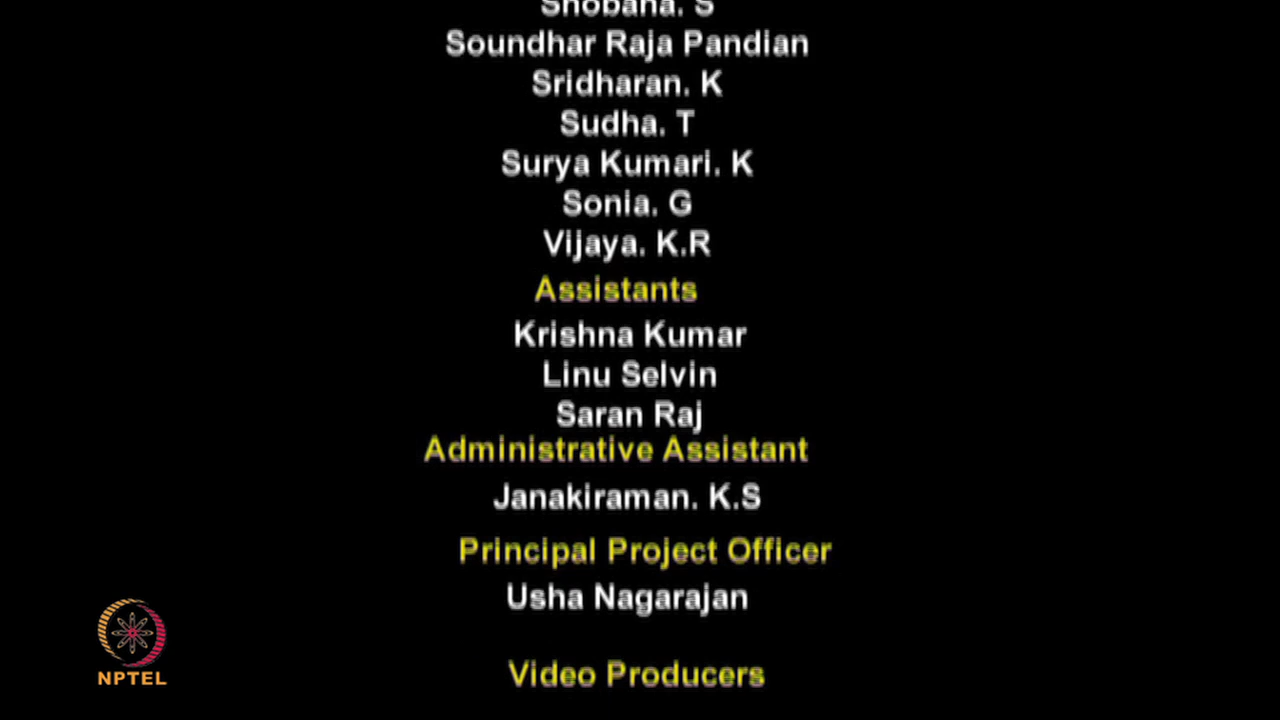 Shobana. S
Soundhar Raja Pandian
Sridharan. K
Sudha. T
Surya Kumari. K
Sonia. G
Vijaya. K.R
Assistants
Krishna Kumar
Linu Selvin
Saran Raj
Administrative Assistant
Janakiraman. K.S
Principal Project Officer
Usha Nagarajan
Video Producers
NPTEL